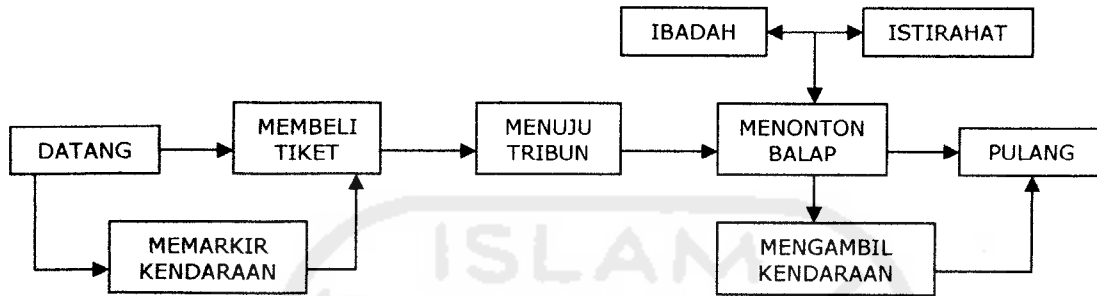 IBADAH
ISTIRAHAT
DATANG
MEMBELI
TIKET
MENUJU
TRIBUN
MENONTON
BALAP
PULANG
MEMARKIR
KENDARAAN
MENGAMBIL
KENDARAAN
ISLAM